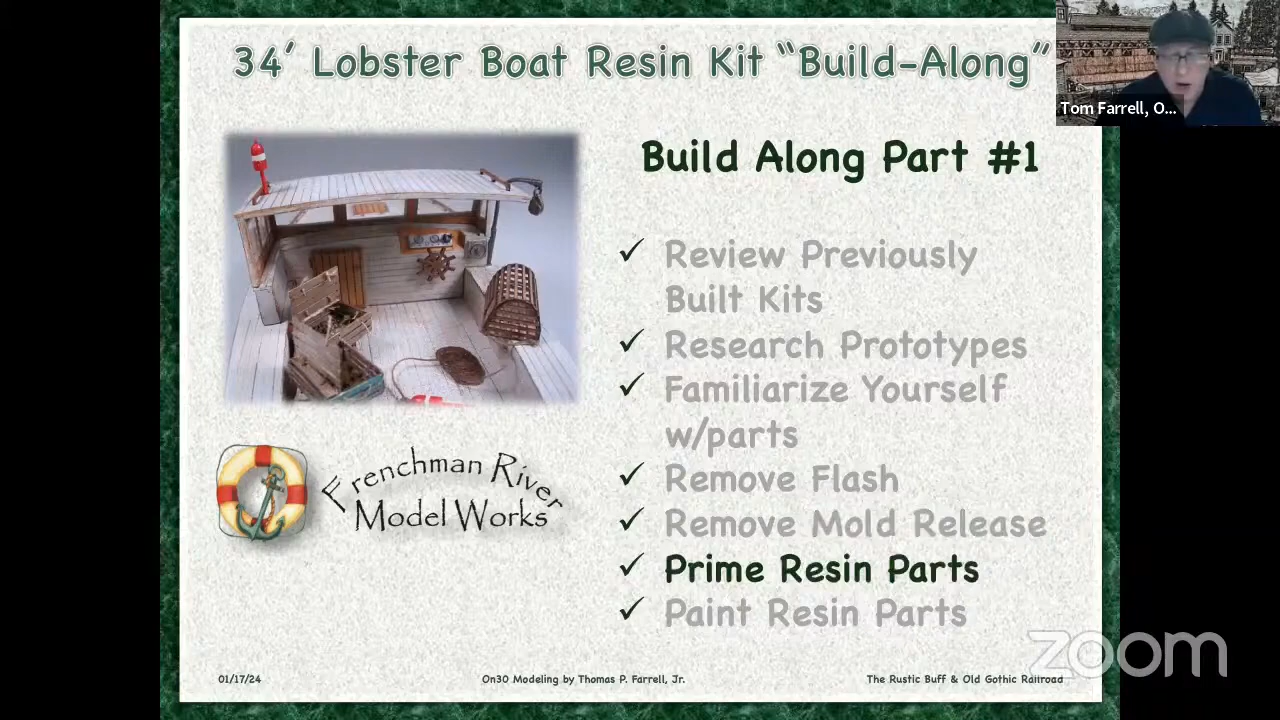 34' Lobster Boat Resin Kit “Build-Along”
Tom Farrell, O...
Build Along Part #1
✓ Review Previously
Built Kits
✓ Research Prototypes
✓ Familiarize Yourself
w/parts
✓ Remove Flash
✓ Remove Mold Release
✓ Prime Resin Parts
✓ Paint Resin Parts
Frenchman River
Model Works
zoom
01/17/24
On30 Modeling by Thomas P. Farrell, Jr.
The Rustic Buff & Old Gothic Railroad